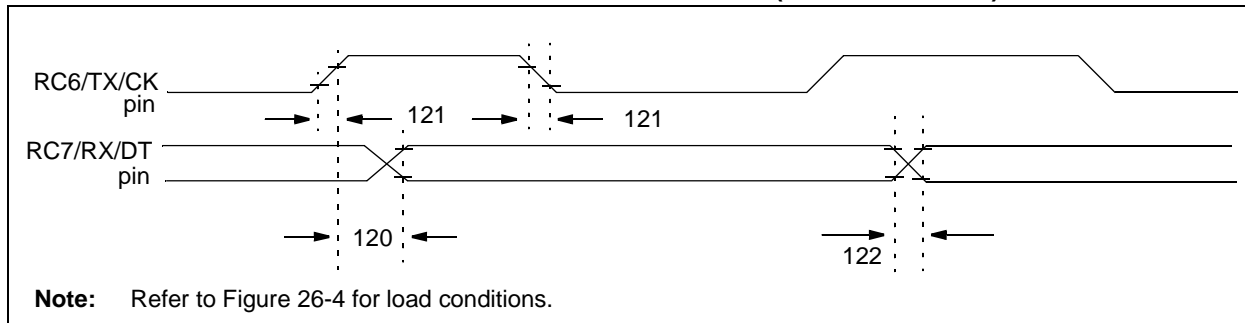 RC6/TX/CK
pin
121
121
RC7/RX/DT
pin
120
122
Note: Refer to Figure 26-4 for load conditions.